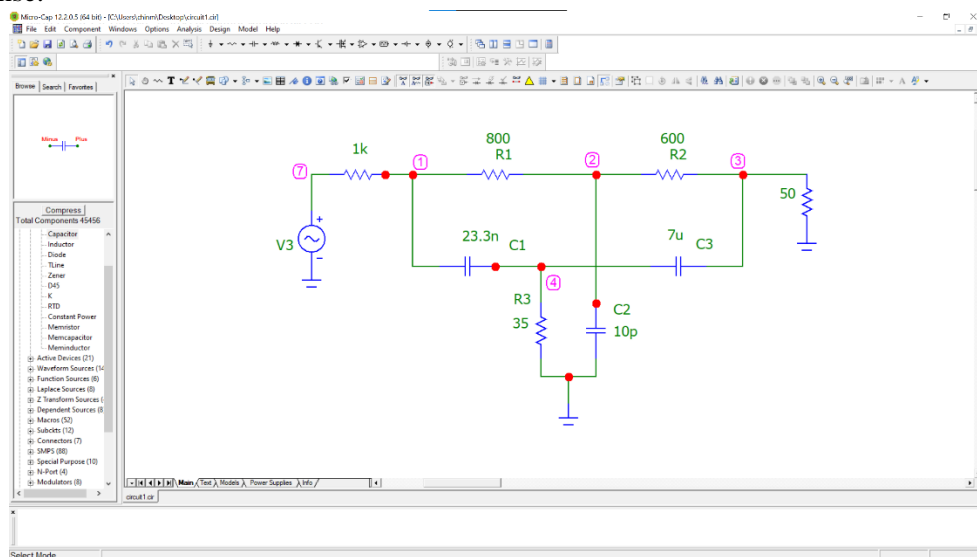 Micro-Cap 12.2.0.5 (64 bit) - [C:\Users\chinm\Desktop\circuit1.cir]
File Edit Component Windows Options Analysis Design Model Help
Browse Search Favorites
Minus Plus
Compress
Total Components 45456
Capacitor
Inductor
Diode
TLine
Zener
D45
K
RTD
Constant Power
Memristor
Memcapacitor
Meminductor
Active Devices (21)
Waveform Sources (14
Function Sources (6)
Laplace Sources (8)
Z Transform Sources (
Dependent Sources (8
Macros (52)
Subckts (12)
Connectors (7)
SMPS (88)
Special Purpose (10)
N-Port (4)
Modulators (8)
800
1k
R1
600
R2
7
1
2
3
50
V3
23.3n
C1
7u
C3
4
R3
35
C2
10p
Main Text Models Power Supplies Info
circuit1.cir
Select Mode